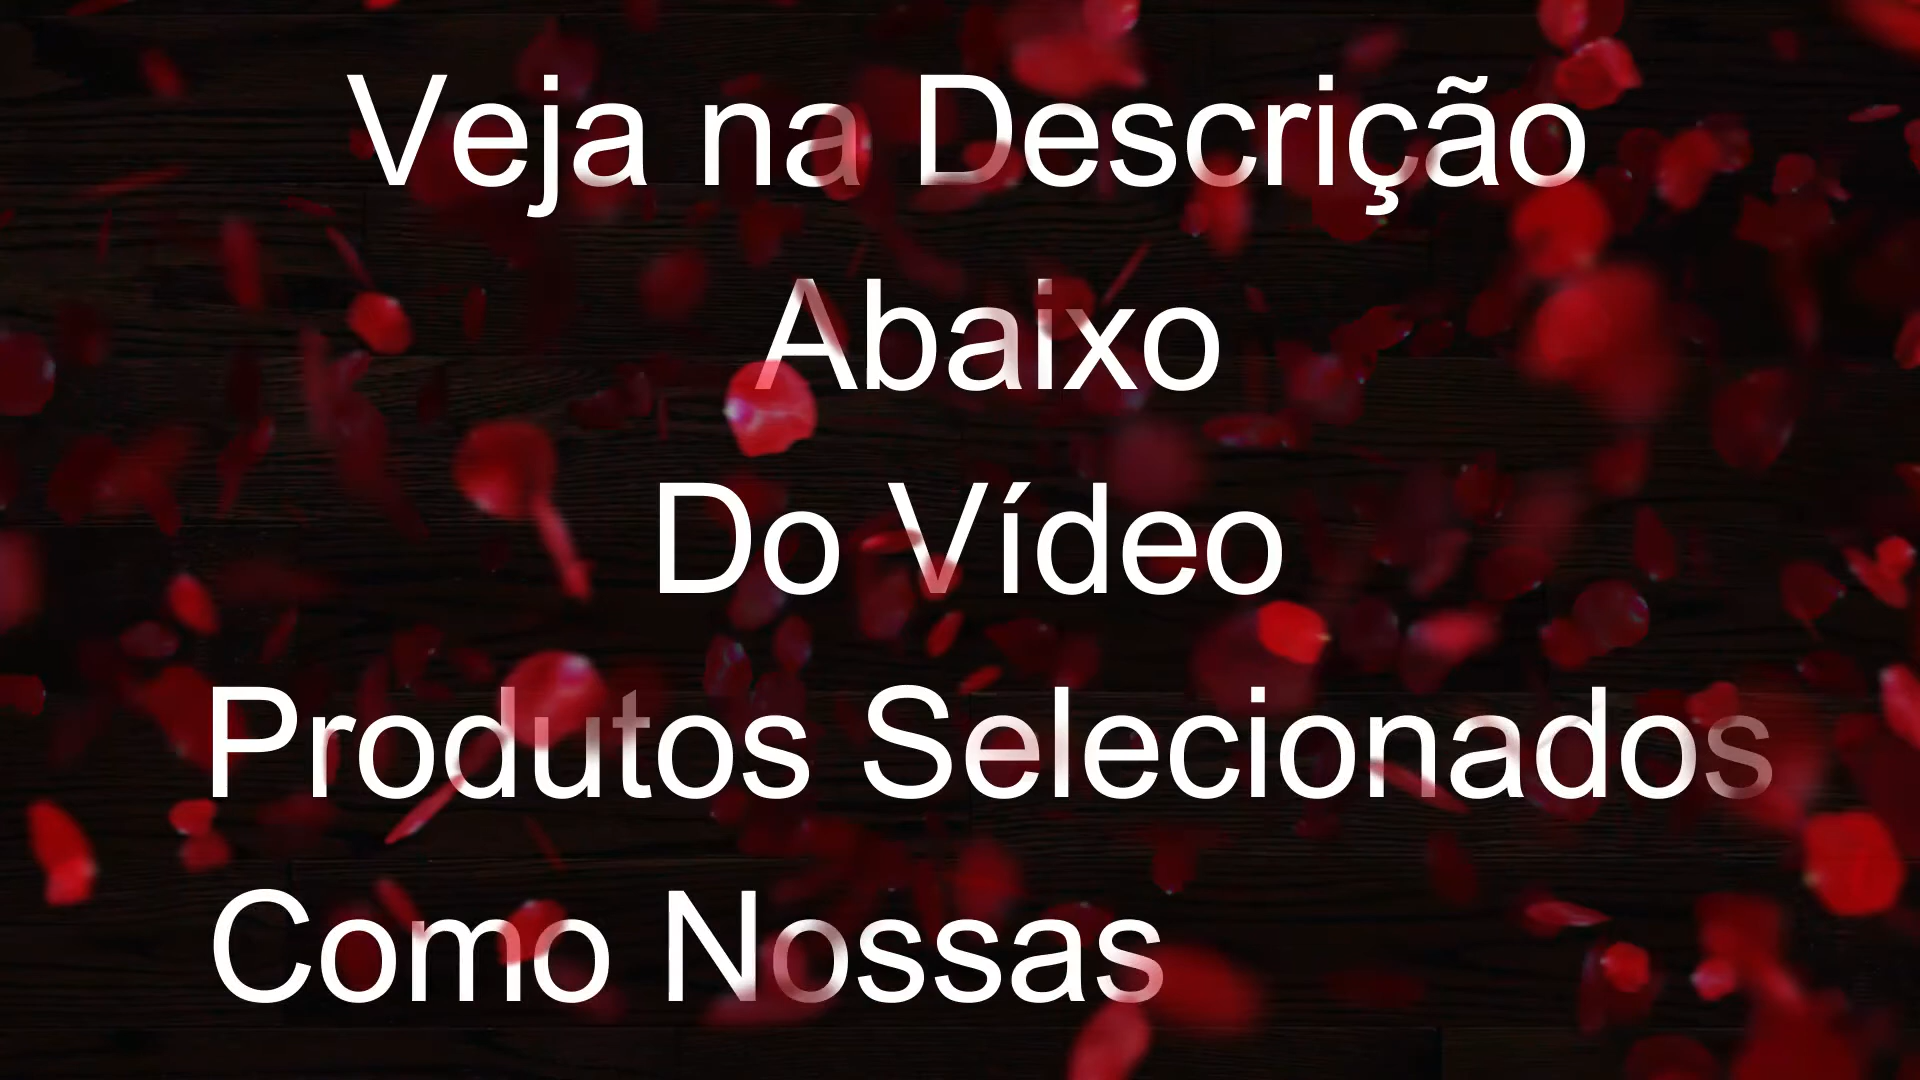 Veja na Descrição
Abaixo
Do Vídeo
Produtos Selecionados
Como Nossas